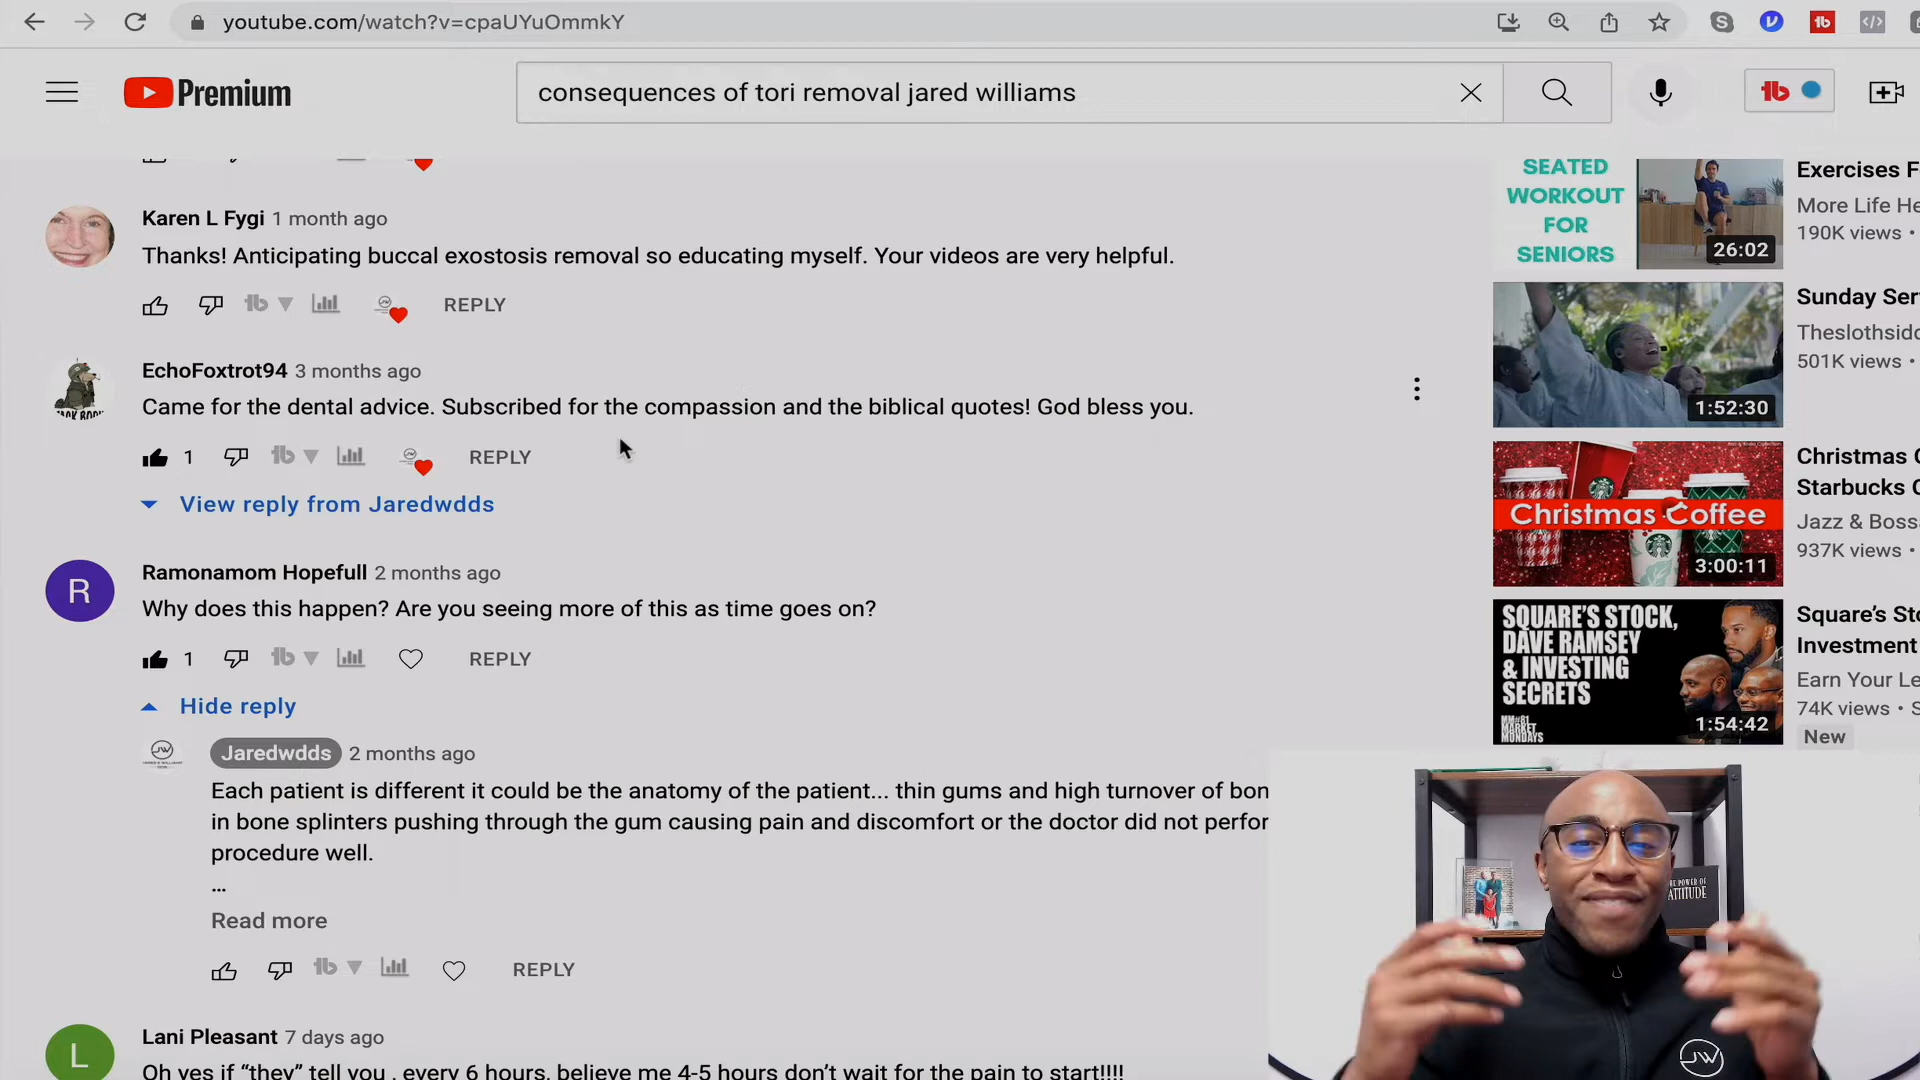 youtube.com/watch?v=cpaUYuOmmkY
Premium
consequences of tori removal jared williams
Karen L Fygi 1 month ago
Thanks! Anticipating buccal exostosis removal so educating myself. Your videos are very helpful.
REPLY
EchoFoxtrot94 3 months ago
Came for the dental advice. Subscribed for the compassion and the biblical quotes! God bless you.
1 REPLY
View reply from Jaredwdds
Ramonamom Hopefull 2 months ago
R
Why does this happen? Are you seeing more of this as time goes on?
1 REPLY
Hide reply
Jaredwdds 2 months ago
Each patient is different it could be the anatomy of the patient... thin gums and high turnover of bon
in bone splinters pushing through the gum causing pain and discomfort or the doctor did not perfor
procedure well.
...
Read more
REPLY
Lani Pleasant 7 days ago
L
Oh yes if “they” tell you , every 6 hours, believe me 4-5 hours don’t wait for the pain to start!!!!
SEATED
WORKOUT
FOR
SENIORS
26:02
Exercises F
More Life He
190K views •
1:52:30
Sunday Ser
Theslothsido
501K views •
Christmas Coffee
3:00:11
Christmas C
Starbucks C
Jazz & Boss
937K views •
SQUARE'S STOCK,
DAVE RAMSEY
& INVESTING
SECRETS
MM#81
MARKET
MONDAYS
1:54:42
Square’s Sto
Investment
Earn Your Le
74K views • S
New
THE POWER OF
ATTITUDE
JW